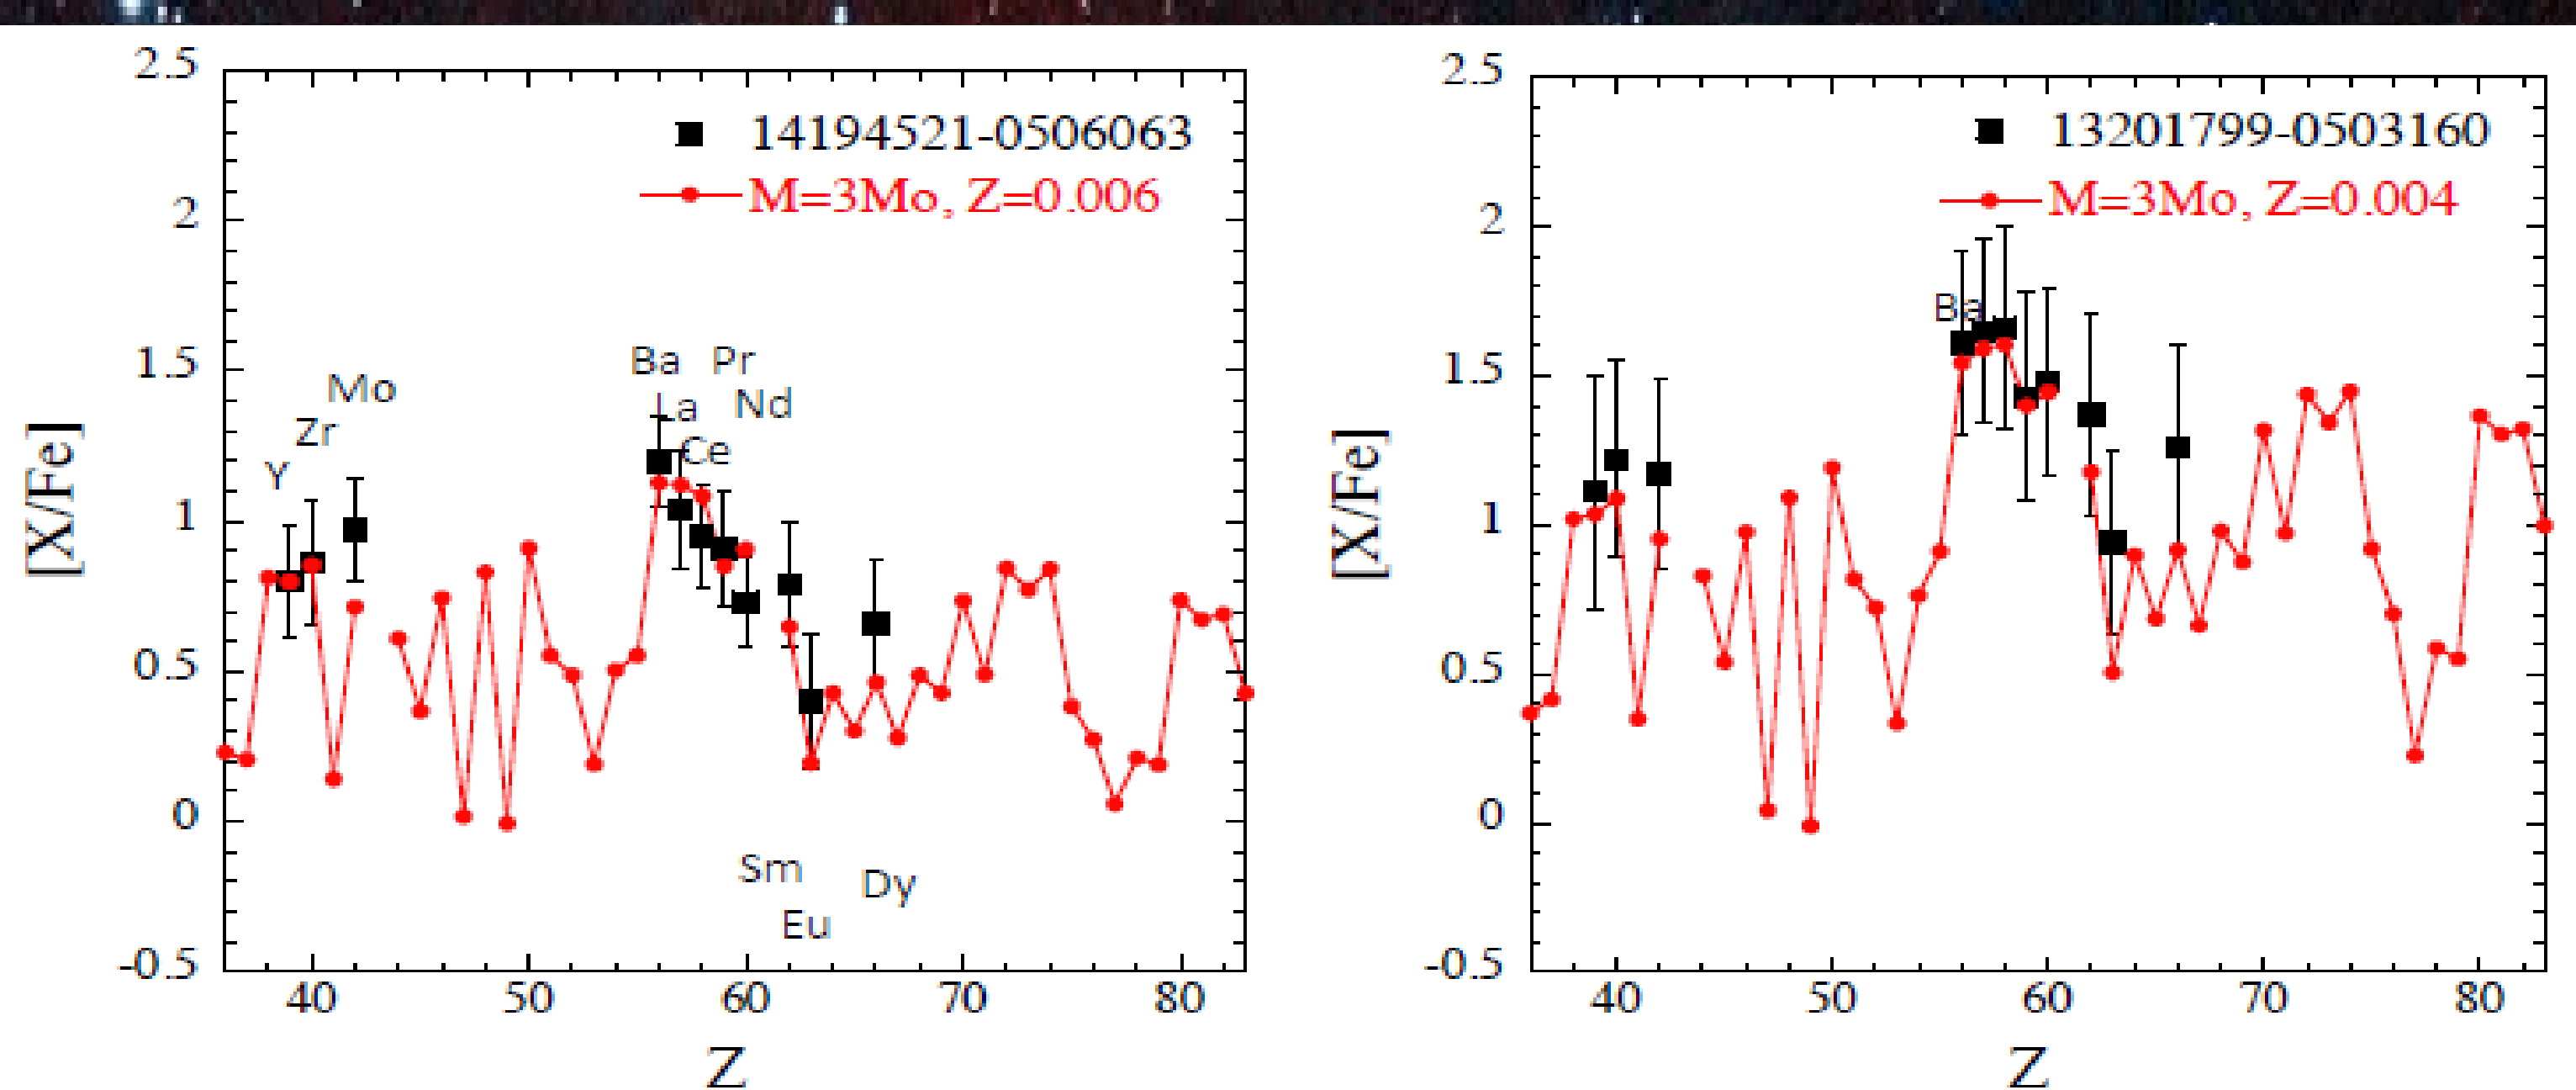 2.5
14194521-0506063
M=3Mo, Z=0.006
2
1.5
Ba Pr
Mo
La Nd
Zr
Ce
Y
1
[X/Fe]
0.5
0
Sm
Dy
Eu
-0.5
40 50 60 70 80
Z
2.5
13201799-0503160
M=3Mo, Z=0.004
2
Ba
1.5
1
[X/Fe]
0.5
0
-0.5
40 50 60 70 80
Z